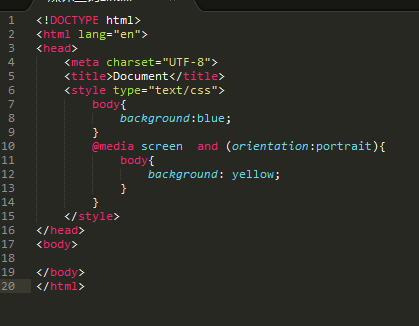 <!DOCTYPE html>
<html lang="en">
<head>
    <meta charset="UTF-8">
    <title>Document</title>
    <style type="text/css">
        body{
            background:blue;
        }
        @media screen  and (orientation:portrait){
            body{
                background: yellow;
            }
        }
    </style>
</head>
<body>

</body>
</html>